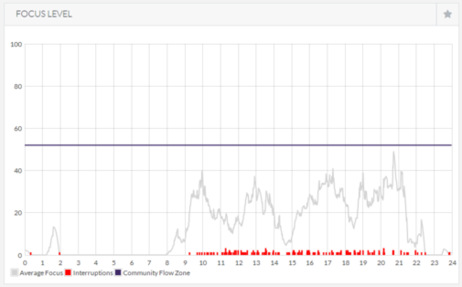 FOCUS LEVEL
100
80
60
40
20
0
0 1 2 3 4 5 6 7 8 9 10 11 12 13 14 15 16 17 18 19 20 21 22 23 24
Average Focus Interruptions Community Flow Zone